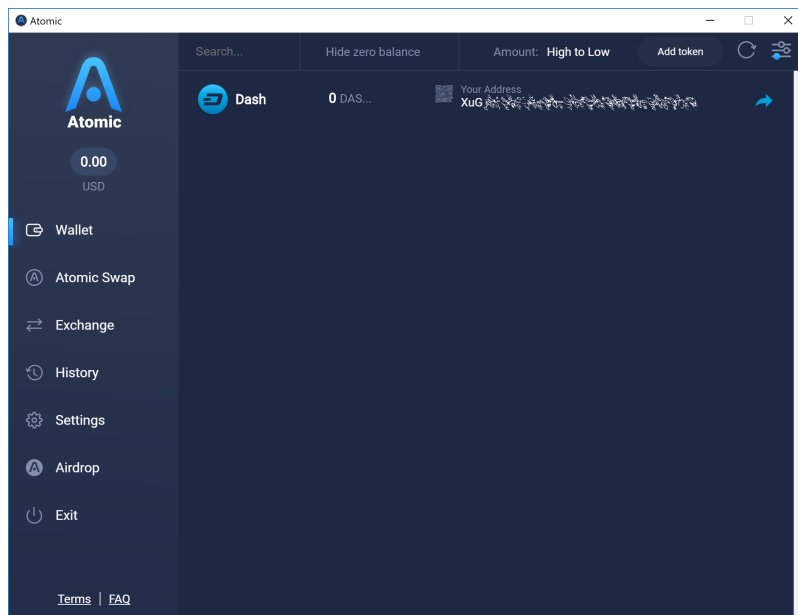 Atomic
Search...
Hide zero balance
Amount: High to Low
Add token
Atomic
0.00
USD
Dash
0 DAS...
Your Address
XuG
Wallet
Atomic Swap
Exchange
History
Settings
Airdrop
Exit
Terms | FAQ